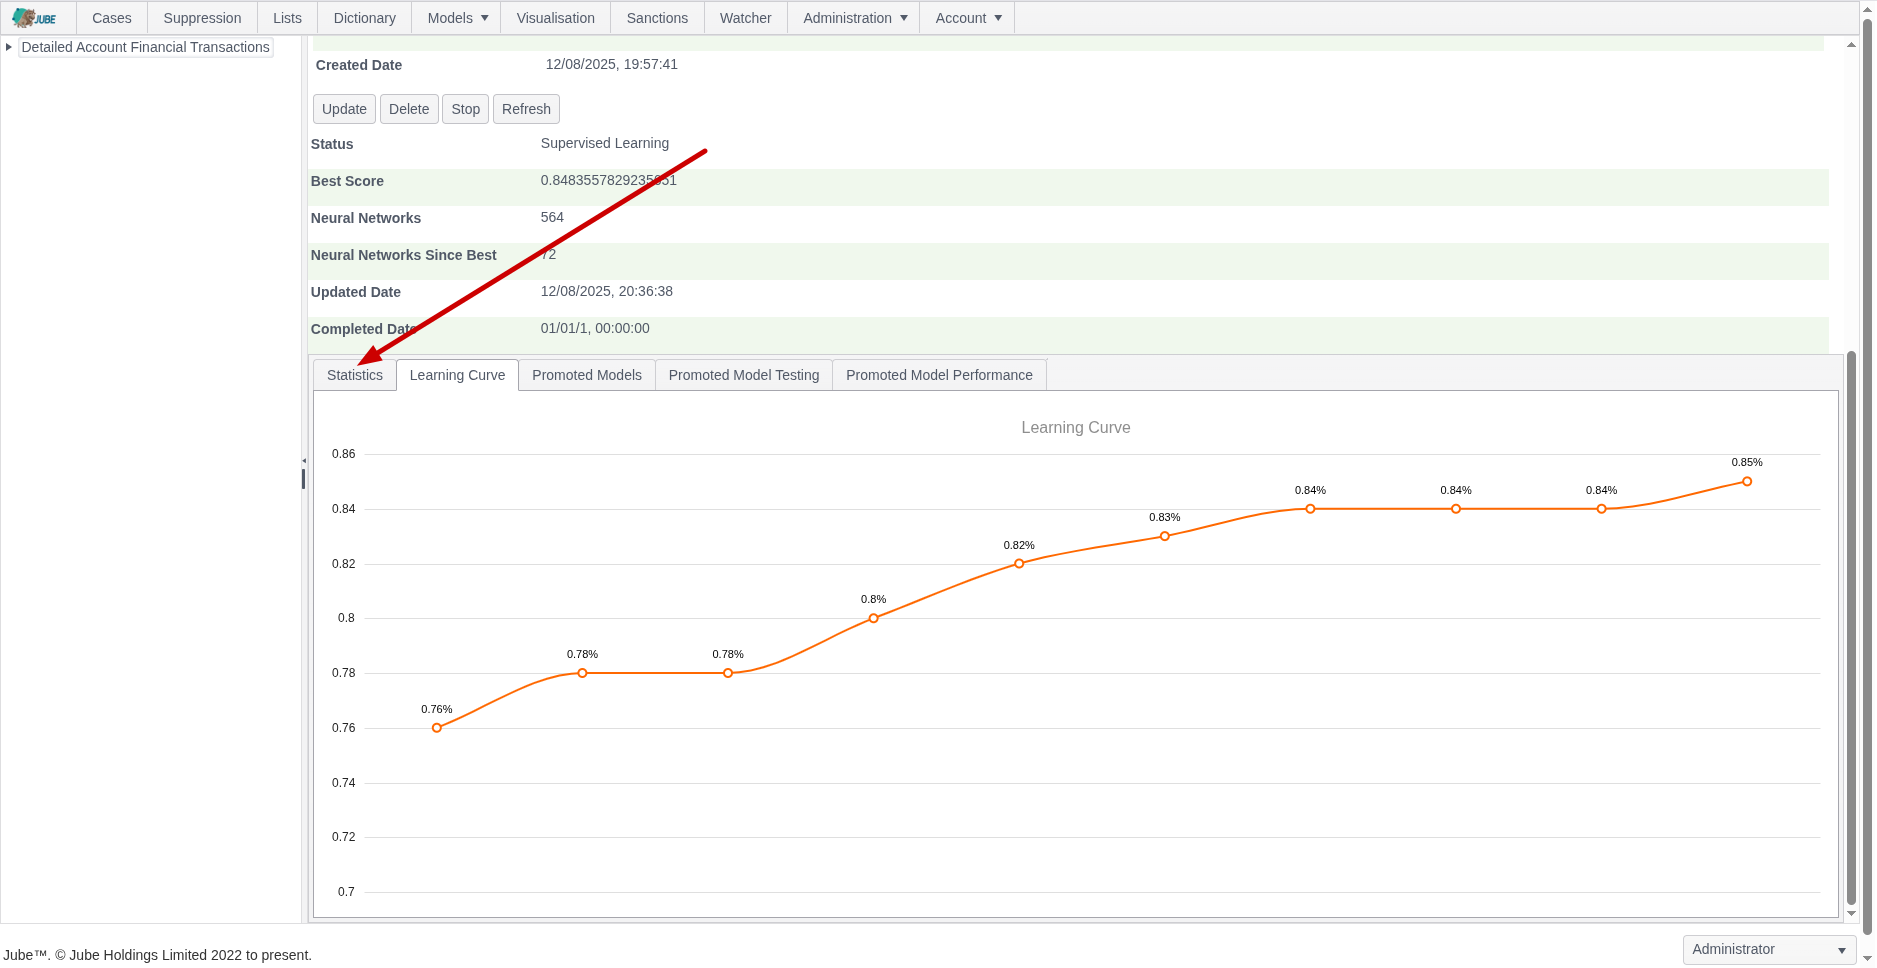 JUBE Cases Suppression Lists Dictionary Models Visualisation Sanctions Watcher Administration Account
Detailed Account Financial Transactions
Created Date 12/08/2025, 19:57:41
Update Delete Stop Refresh
Status Supervised Learning
Best Score
Neural Networks 564
Neural Networks Since Best 72
Updated Date 12/08/2025, 20:36:38
Completed Date 01/01/1, 00:00:00
Statistics Learning Curve Promoted Models Promoted Model Testing Promoted Model Performance
Learning Curve
0.86
0.85%
0.84 0.84% 0.84% 0.84%
0.83%
0.82 0.82%
0.8 0.8%
0.78 0.78% 0.78%
0.76 0.76%
0.74
0.72
0.7
Jube™. © Jube Holdings Limited 2022 to present.
Administrator